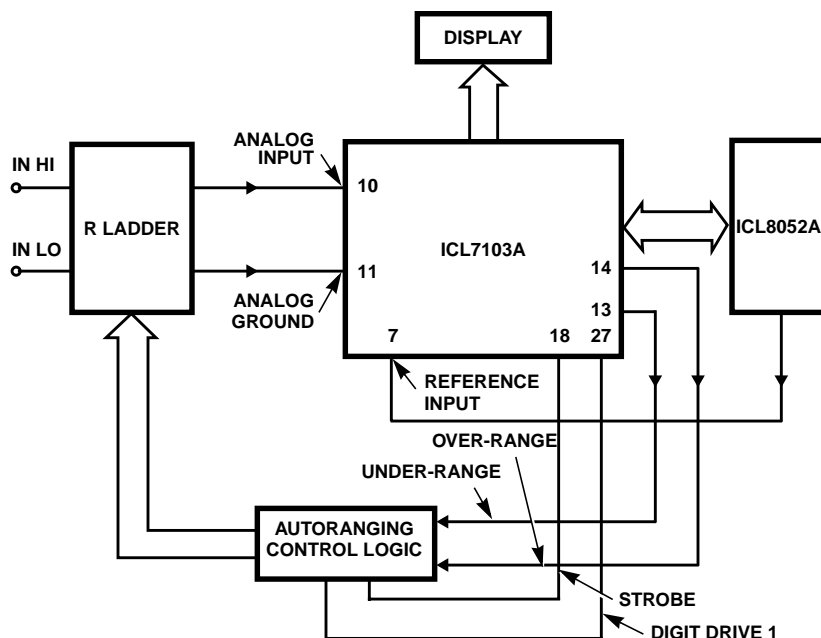 DISPLAY
ANALOG
INPUT
IN HI
10
R LADDER
ICL7103A
ICL8052A
IN LO
11
14
ANALOG
GROUND
13
7
18
27
REFERENCE
INPUT
OVER-RANGE
UNDER-RANGE
AUTORANGING
CONTROL LOGIC
STROBE
DIGIT DRIVE 1